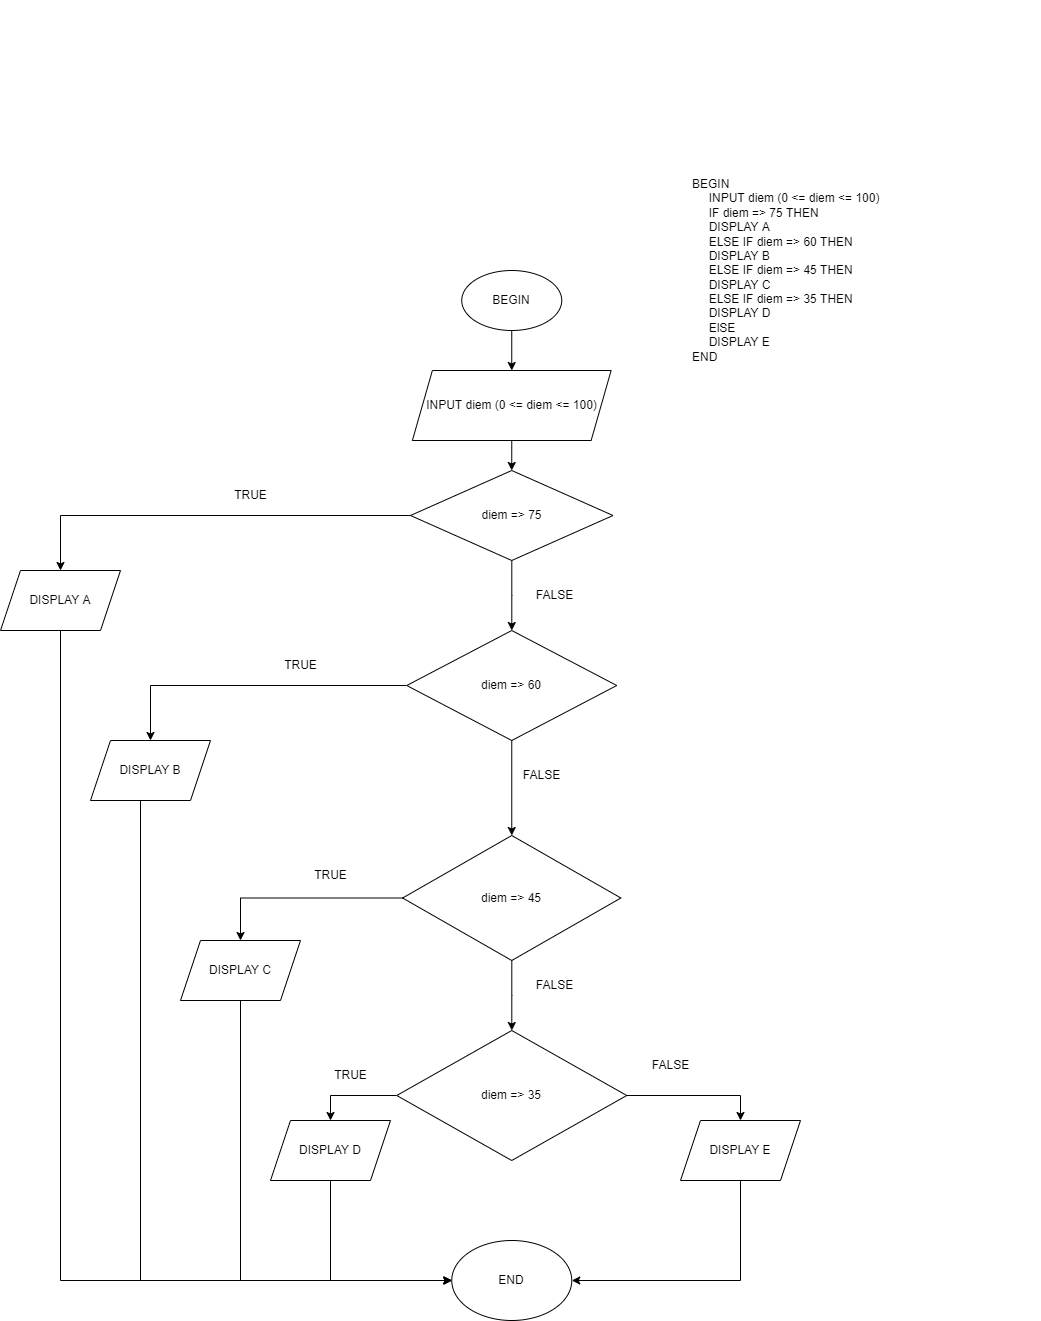 BEGIN
INPUT diem (0 <= diem <= 100)
IF diem => 75 THEN
DISPLAY A
ELSE IF diem => 60 THEN
DISPLAY B
ELSE IF diem => 45 THEN
DISPLAY C
ELSE IF diem => 35 THEN
DISPLAY D
ElSE
DISPLAY E
END
BEGIN
INPUT diem (0 <= diem <= 100)
TRUE
diem => 75
DISPLAY A
FALSE
TRUE
diem => 60
DISPLAY B
FALSE
TRUE
diem => 45
DISPLAY C
FALSE
TRUE
diem => 35
FALSE
DISPLAY D
DISPLAY E
END